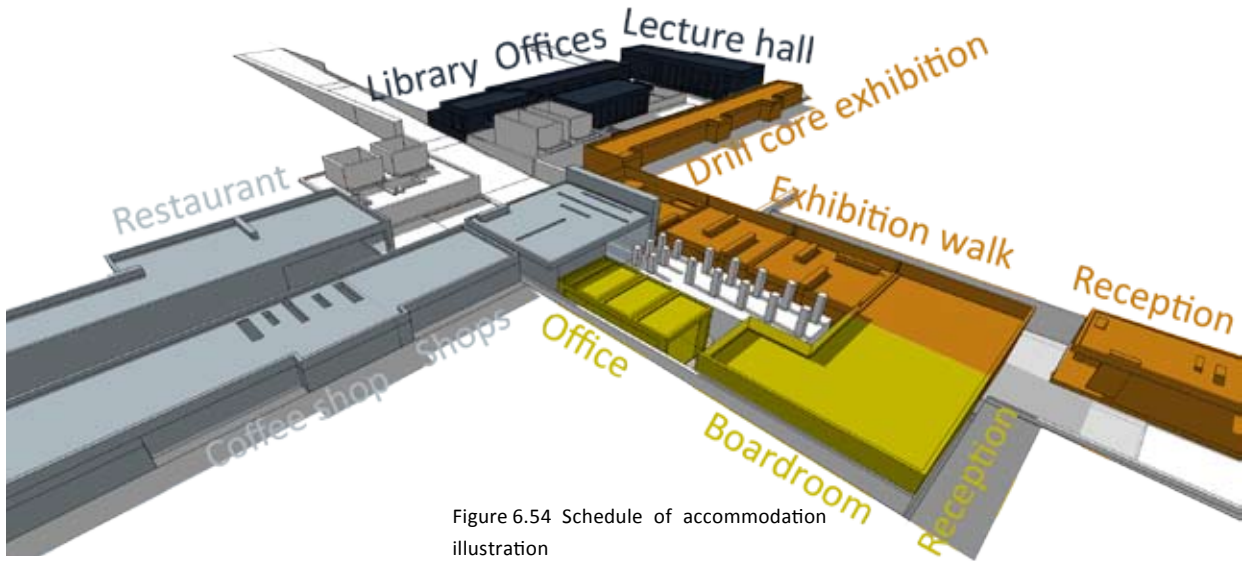 Library Offices Lecture hall
Drill core exhibition
Restaurant
Exhibition walk
Reception
Coffee shop Shops
Office
Boardroom
Reception
Figure 6.54 Schedule of accommodation
illustration